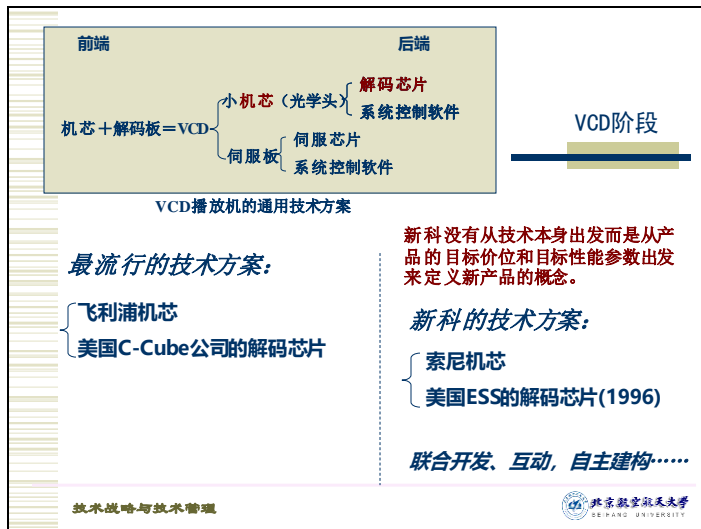 前端
后端
机芯＋解码板＝VCD
小机芯（光学头）
解码芯片
系统控制软件
伺服板
伺服芯片
系统控制软件
VCD播放机的通用技术方案
VCD阶段
最流行的技术方案：
飞利浦机芯
美国C-Cube公司的解码芯片
新科没有从技术本身出发而是从产
品的目标价位和目标性能参数出发
来定义新产品的概念。
新科的技术方案：
索尼机芯
美国ESS的解码芯片(1996)
联合开发、互动，自主建构……
技术战略与技术管理
北京航空航天大学
BEIHANG UNIVERSITY